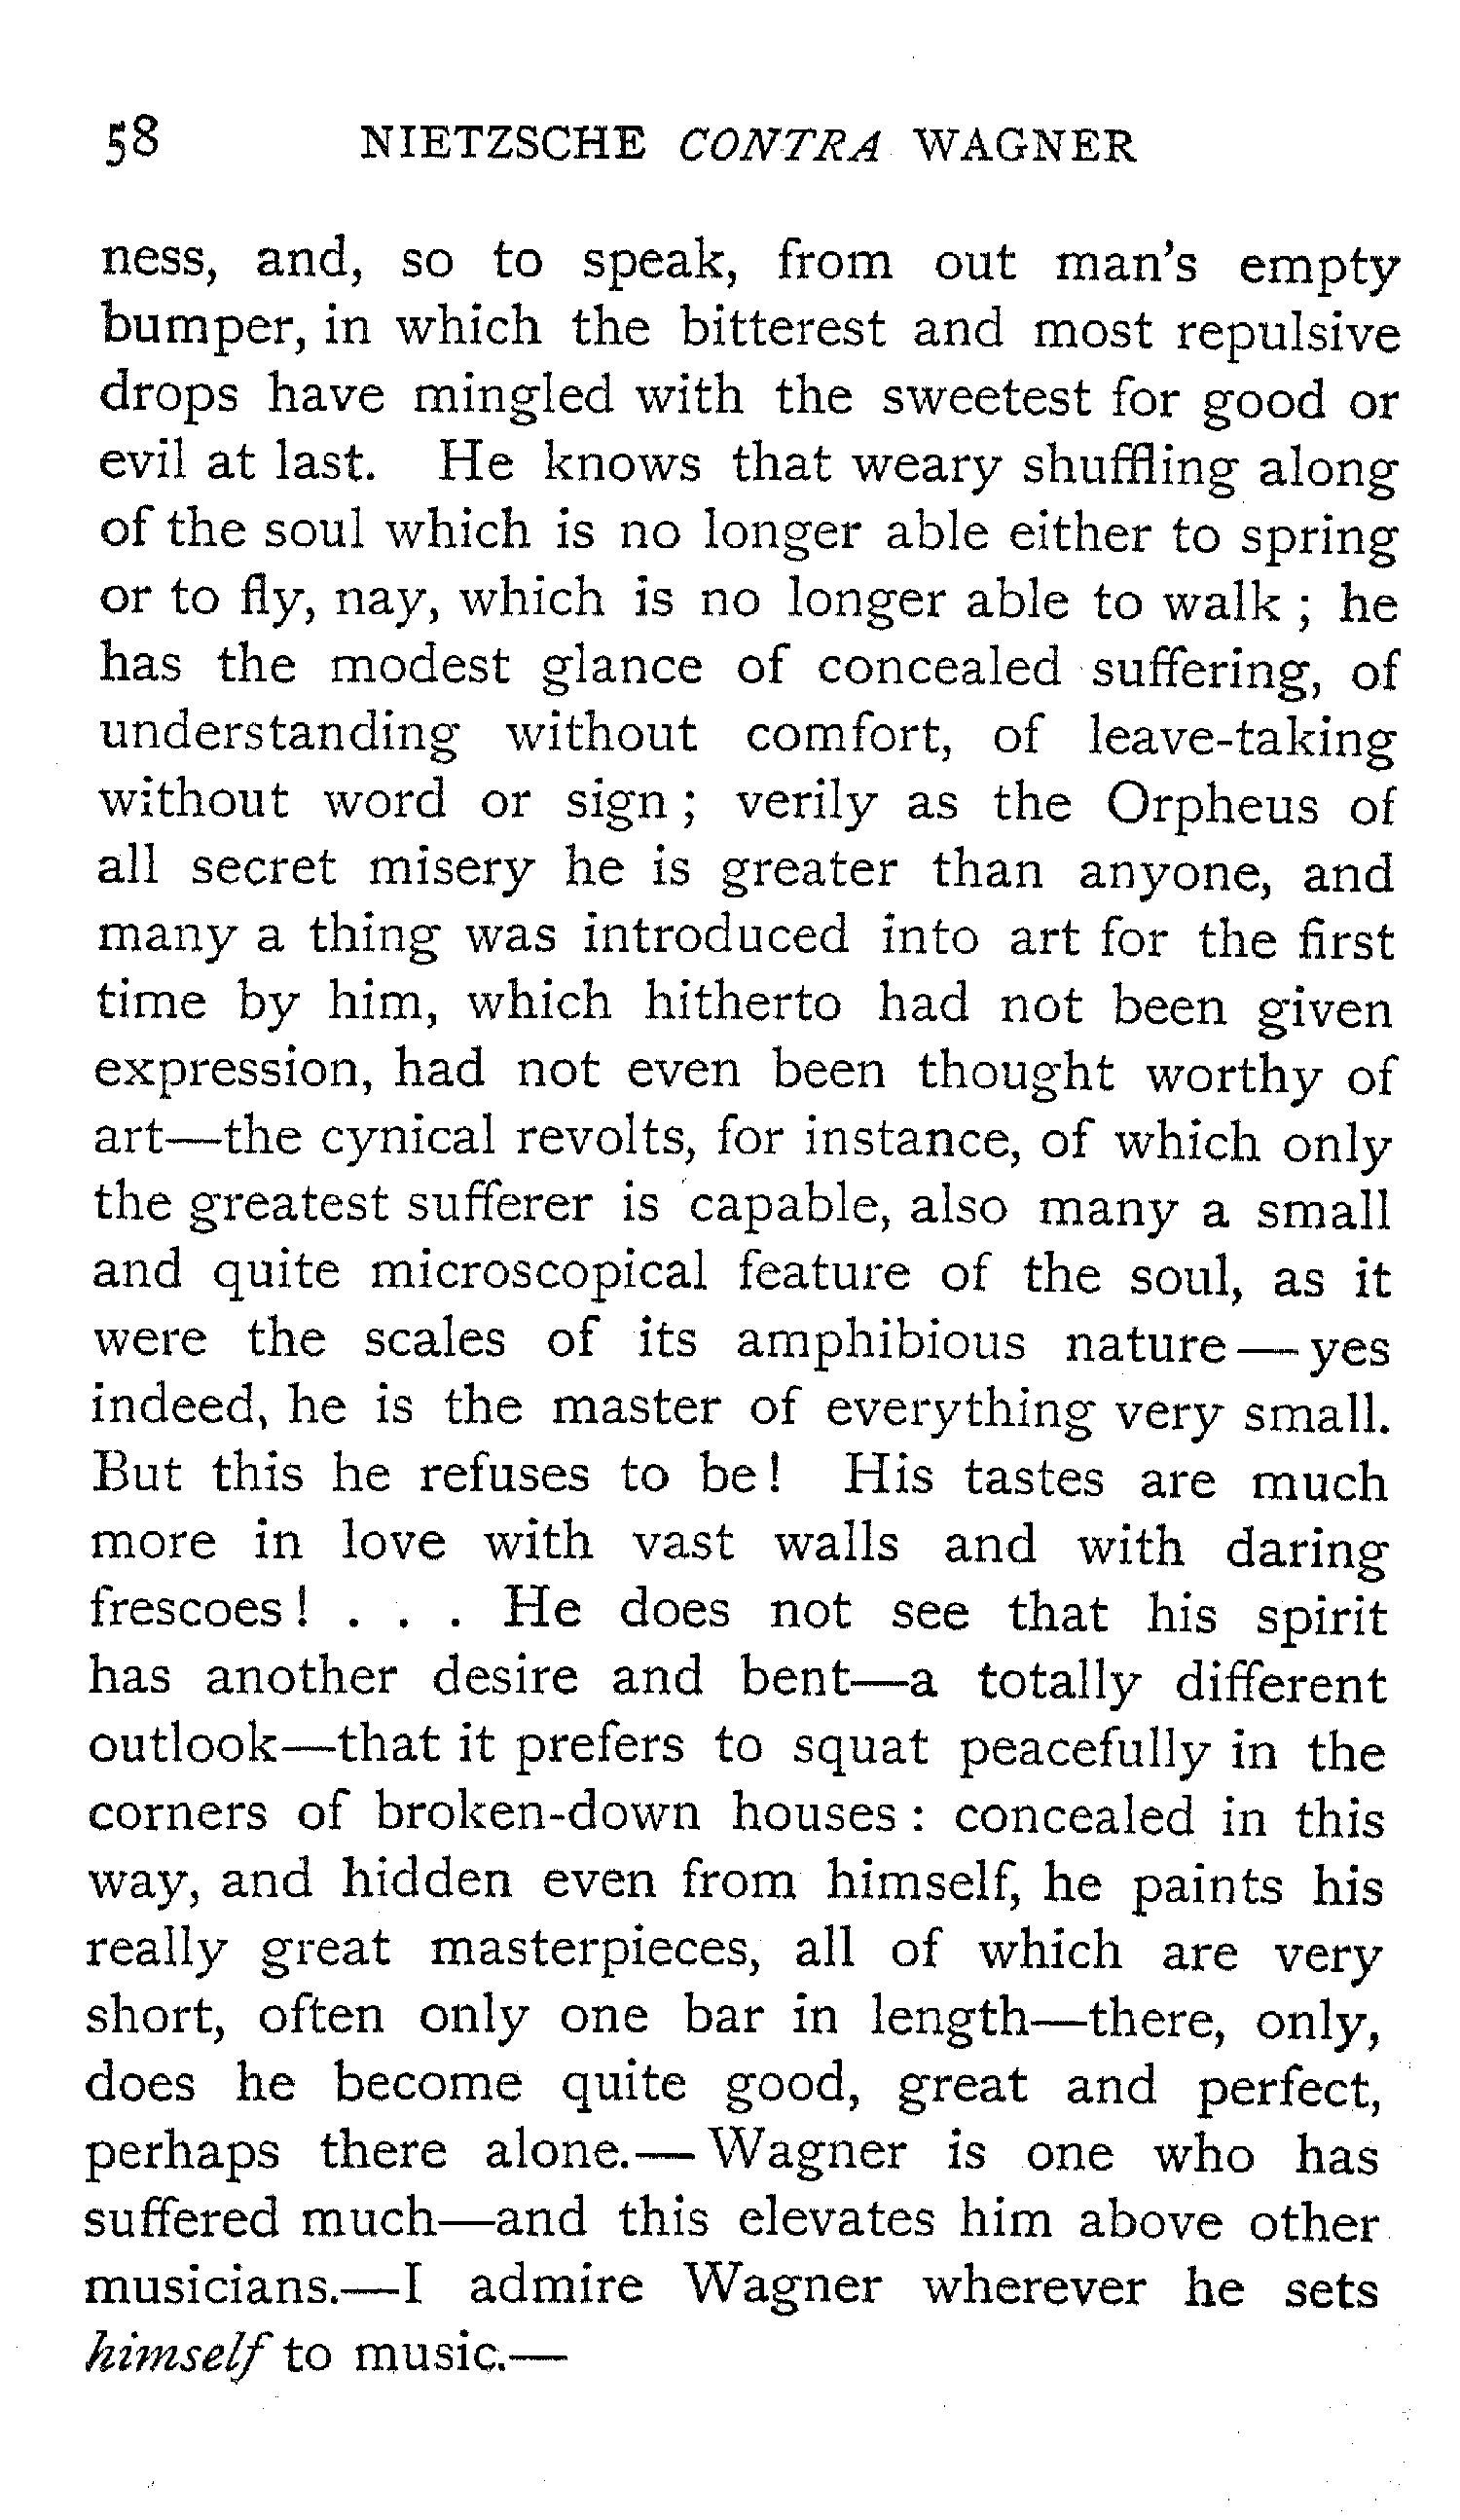 58 NIETZSCHE CONTRA WAGNER
ness, and, so to speak, from out man's empty
bumper, in which the bitterest and most repulsive
drops have mingled with the sweetest for good or
evil at last. He knows that weary shuffling along
of the soul which is no longer able either to spring
or to fly, nay, which is no longer able to walk ; he
has the modest glance of concealed suffering, of
understanding without comfort, of leave-taking
without word or sign ; verily as the Orpheus of
all secret misery he is greater than anyone, and
many a thing was introduced into art for the first
time by him, which hitherto had not been given
expression, had not even been thought worthy of
art—the cynical revolts, for instance, of which only
the greatest sufferer is capable, also many a small
and quite microscopical feature of the soul, as it
were the scales of its amphibious nature—yes
indeed, he is the master of everything very small.
But this he refuses to be! His tastes are much
more in love with vast walls and with daring
frescoes! . . . He does not see that his spirit
has another desire and bent—a totally different
outlook—that it prefers to squat peacefully in the
corners of broken-down houses : concealed in this
way, and hidden even from himself, he paints his
really great masterpieces, all of which are very
short, often only one bar in length—there, only,
does he become quite good, great and perfect,
perhaps there alone.—Wagner is one who has
suffered much—and this elevates him above other
musicians.—I admire Wagner wherever he sets
himself to music.—